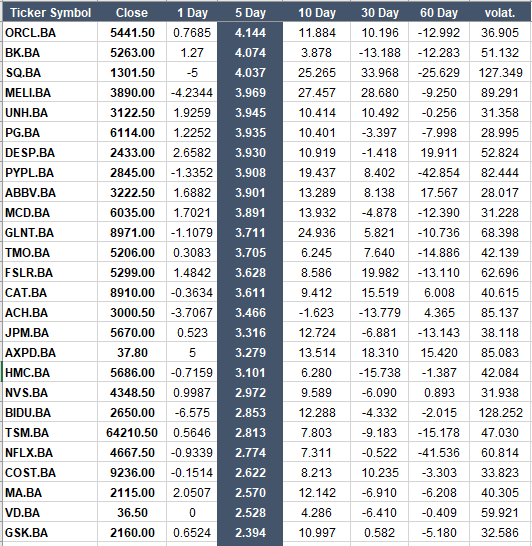 Ticker Symbol Close 1 Day 5 Day 10 Day 30 Day 60 Day volat.
ORCL.BA 5441.50 0.7685 4.144 11.884 10.196 -12.992 36.905
BK.BA 5263.00 1.27 4.074 3.878 -13.188 -12.283 51.132
SQ.BA 1301.50 -5 4.037 25.265 33.968 -25.629 127.349
MELI.BA 3890.00 -4.2344 3.969 27.457 28.680 -9.250 89.291
UNH.BA 3122.50 1.9259 3.945 10.414 10.492 -0.256 31.358
PG.BA 6114.00 1.2252 3.935 10.401 -3.397 -7.998 28.995
DESP.BA 2433.00 2.6582 3.930 10.919 -1.418 19.911 52.824
PYPL.BA 2845.00 -1.3352 3.908 19.437 8.402 -42.854 82.444
ABBV.BA 3222.50 1.6882 3.901 13.289 8.138 17.567 28.017
MCD.BA 6035.00 1.7021 3.891 13.932 -4.878 -12.390 31.228
GLNT.BA 8971.00 -1.1079 3.711 24.936 5.821 -10.736 68.398
TMO.BA 5206.00 0.3083 3.705 6.245 7.640 -14.886 42.139
FSLR.BA 5299.00 1.4842 3.628 8.586 19.982 -13.110 62.696
CAT.BA 8910.00 -0.3634 3.611 9.412 15.519 6.008 40.615
ACH.BA 3000.50 -3.7067 3.466 -1.623 -13.779 4.365 85.137
JPM.BA 5670.00 0.523 3.316 12.724 -6.881 -13.143 38.118
AXPD.BA 37.80 5 3.279 13.514 18.310 15.420 85.083
HMC.BA 5686.00 -0.7159 3.101 6.280 -15.738 -1.387 42.084
NVS.BA 4348.50 0.9987 2.972 9.589 -6.090 0.893 31.938
BIDU.BA 2650.00 -6.575 2.853 12.288 -4.332 -2.015 128.252
TSM.BA 64210.50 0.5646 2.813 7.803 -9.183 -15.178 47.030
NFLX.BA 4667.50 -0.9339 2.774 7.311 -0.522 -41.536 60.814
COST.BA 9236.00 -0.1514 2.622 8.213 10.235 -3.303 33.823
MA.BA 2115.00 2.0507 2.570 12.142 -6.910 -6.208 40.305
VD.BA 36.50 0 2.528 4.286 -6.410 -0.409 59.921
GSK.BA 2160.00 0.6524 2.394 10.997 0.582 -5.180 32.586